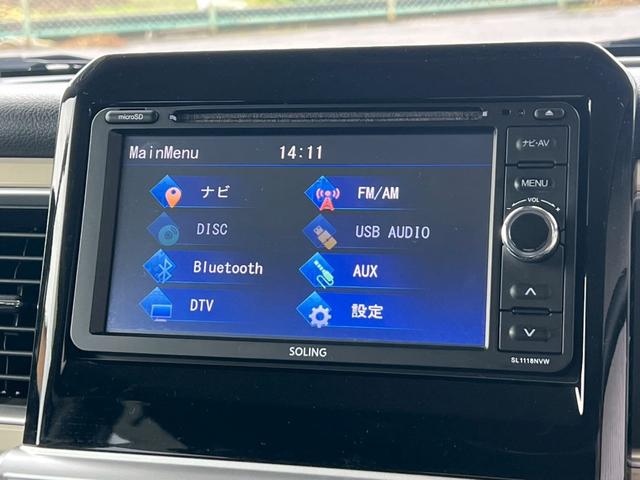 microSD
MainMenu 14:11
ナビ
FM/AM
DISC
USB AUDIO
Bluetooth
AUX
DTV
設定
ナビ・AV
MENU
- VOL +
SOLING
SL1118NVW